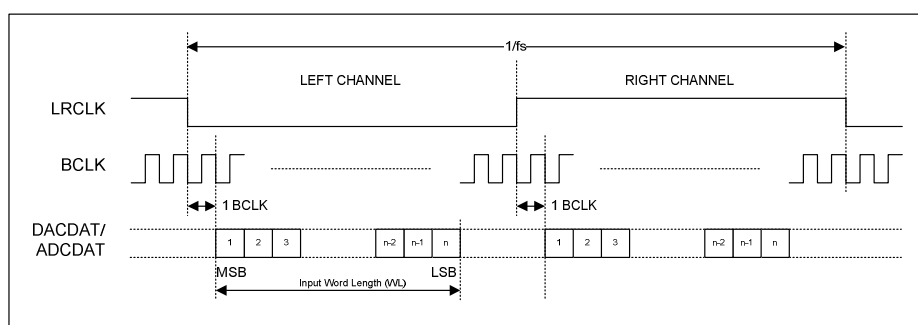 1/fs
LEFT CHANNEL RIGHT CHANNEL
LRCLK
BCLK
1 BCLK 1 BCLK
DACDAT/
ADCDAT
1 2 3 n-2 n-1 n 1 2 3 n-2 n-1 n
MSB LSB
Input Word Length (WL)